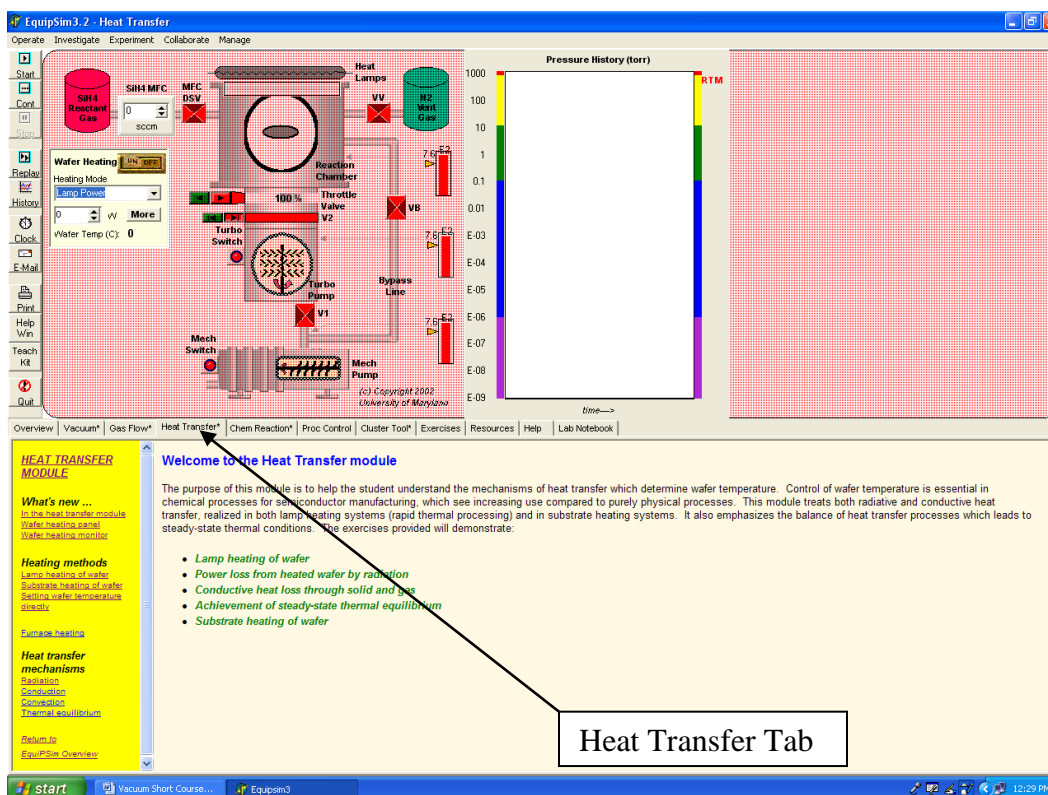 EquipSim3.2 - Heat Transfer
Operate Investigate Experiment Collaborate Manage
Start
Cont
Stop
Replay
History
Clock
E-Mail
Print
Help
Win
Teach
Kit
Quit
SiH4
Reactant
Gas
SiH4 MFC
0
sccm
MFC
DSV
Heat
Lamps
VV
N2
Vent
Gas
Wafer Heating ON OFF
Heating Mode
Lamp Power
0 W More
Wafer Temp (C): 0
Reaction
Chamber
100 % Throttle
Valve
V2
VB
Turbo
Switch
Turbo
Pump
Bypass
Line
V1
Mech
Switch
Mech
Pump
7.6 E2
7.6 E2
7.6 E2
(c) Copyright 2002
University of Maryland
Pressure History (torr)
1000
100
10
1
0.1
0.01
E-03
E-04
E-05
E-06
E-07
E-08
E-09
RTM
time--->
Overview Vacuum* Gas Flow* Heat Transfer* Chem Reaction* Proc Control Cluster Tool* Exercises Resources Help Lab Notebook
HEAT TRANSFER
MODULE
What's new ...
In the heat transfer module
Wafer heating panel
Wafer heating monitor
Heating methods
Lamp heating of wafer
Substrate heating of wafer
Setting wafer temperature
directly
Furnace heating
Heat transfer
mechanisms
Radiation
Conduction
Convection
Thermal equilibrium
Return to
EquiPSim Overview
Welcome to the Heat Transfer module
The purpose of this module is to help the student understand the mechanisms of heat transfer which determine wafer temperature. Control of wafer temperature is essential in
chemical processes for semiconductor manufacturing, which see increasing use compared to purely physical processes. This module treats both radiative and conductive heat
transfer, realized in both lamp heating systems (rapid thermal processing) and in substrate heating systems. It also emphasizes the balance of heat transfer processes which leads to
steady-state thermal conditions. The exercises provided will demonstrate:
• Lamp heating of wafer
• Power loss from heated wafer by radiation
• Conductive heat loss through solid and gas
• Achievement of steady-state thermal equilibrium
• Substrate heating of wafer
Heat Transfer Tab
start Vacuum Short Course... Equipsim3 12:29 PM